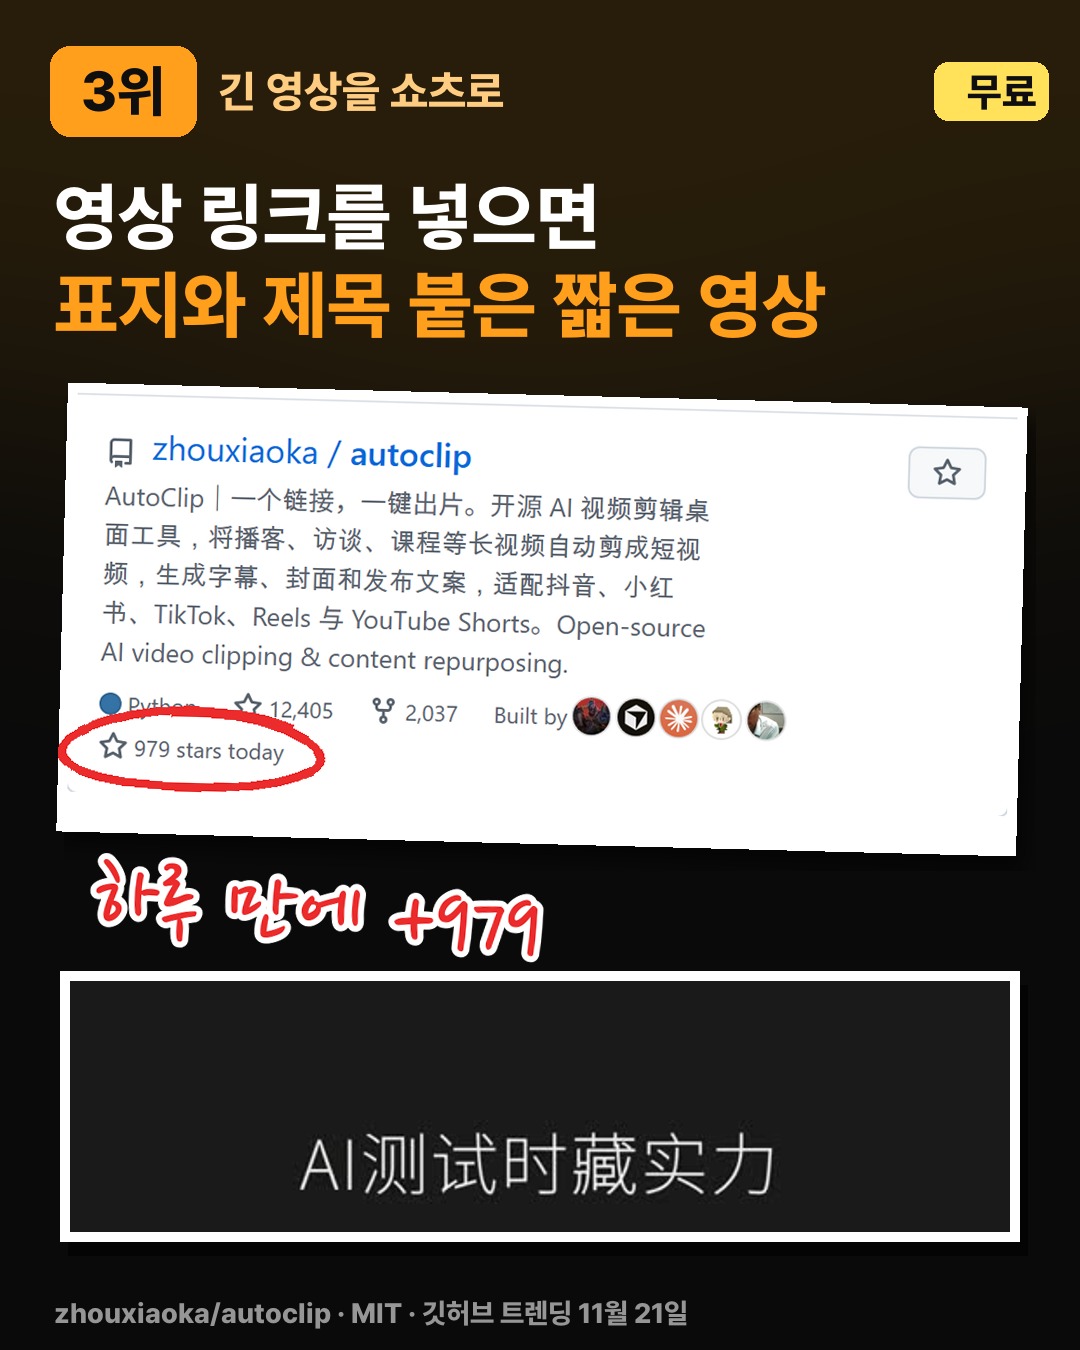 3위
긴 영상을 쇼츠로
무료
영상 링크를 넣으면
표지와 제목 붙은 짧은 영상
zhouxiaoka / autoclip
AutoClip｜一个链接，一键出片。开源 AI 视频剪辑桌
面工具，将播客、访谈、课程等长视频自动剪成短视
频，生成字幕、封面和发布文案，适配抖音、小红
书、TikTok、Reels 与 YouTube Shorts。Open-source
AI video clipping & content repurposing.
Python 12,405 2,037 Built by
979 stars today
하루 만에 +979
AI测试时藏实力
zhouxiaoka/autoclip · MIT · 깃허브 트렌딩 11월 21일